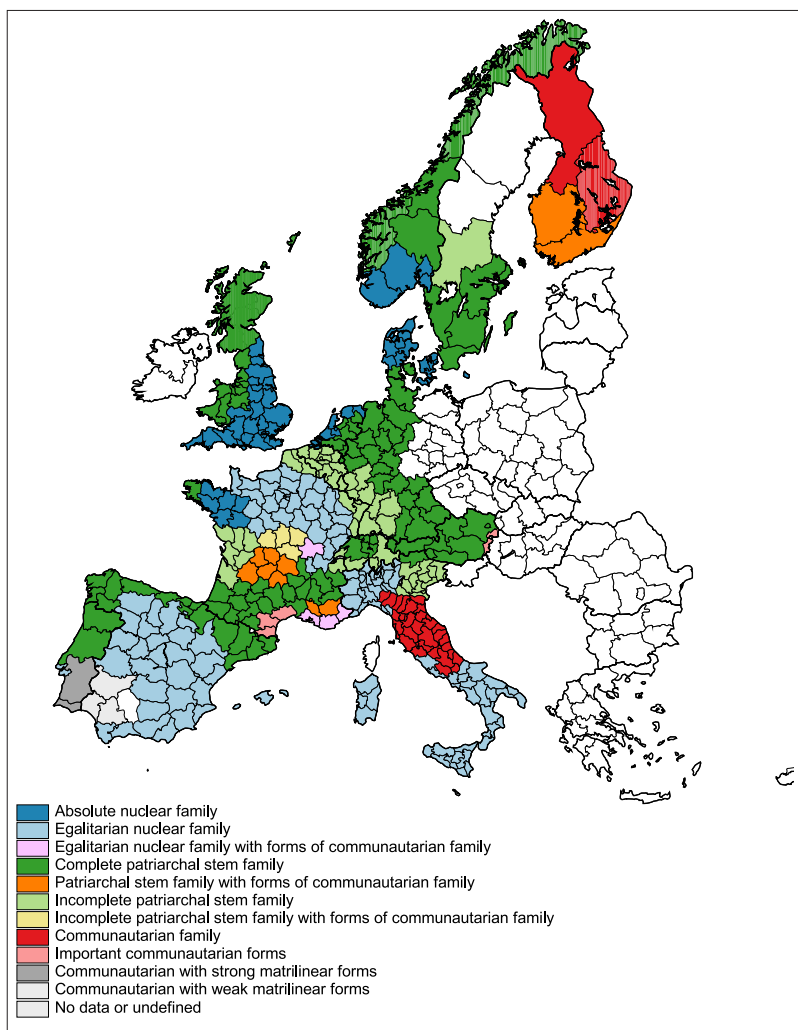 Absolute nuclear family
Egalitarian nuclear family
Egalitarian nuclear family with forms of communautarian family
Complete patriarchal stem family
Patriarchal stem family with forms of communautarian family
Incomplete patriarchal stem family
Incomplete patriarchal stem family with forms of communautarian family
Communautarian family
Important communautarian forms
Communautarian with strong matrilinear forms
Communautarian with weak matrilinear forms
No data or undefined